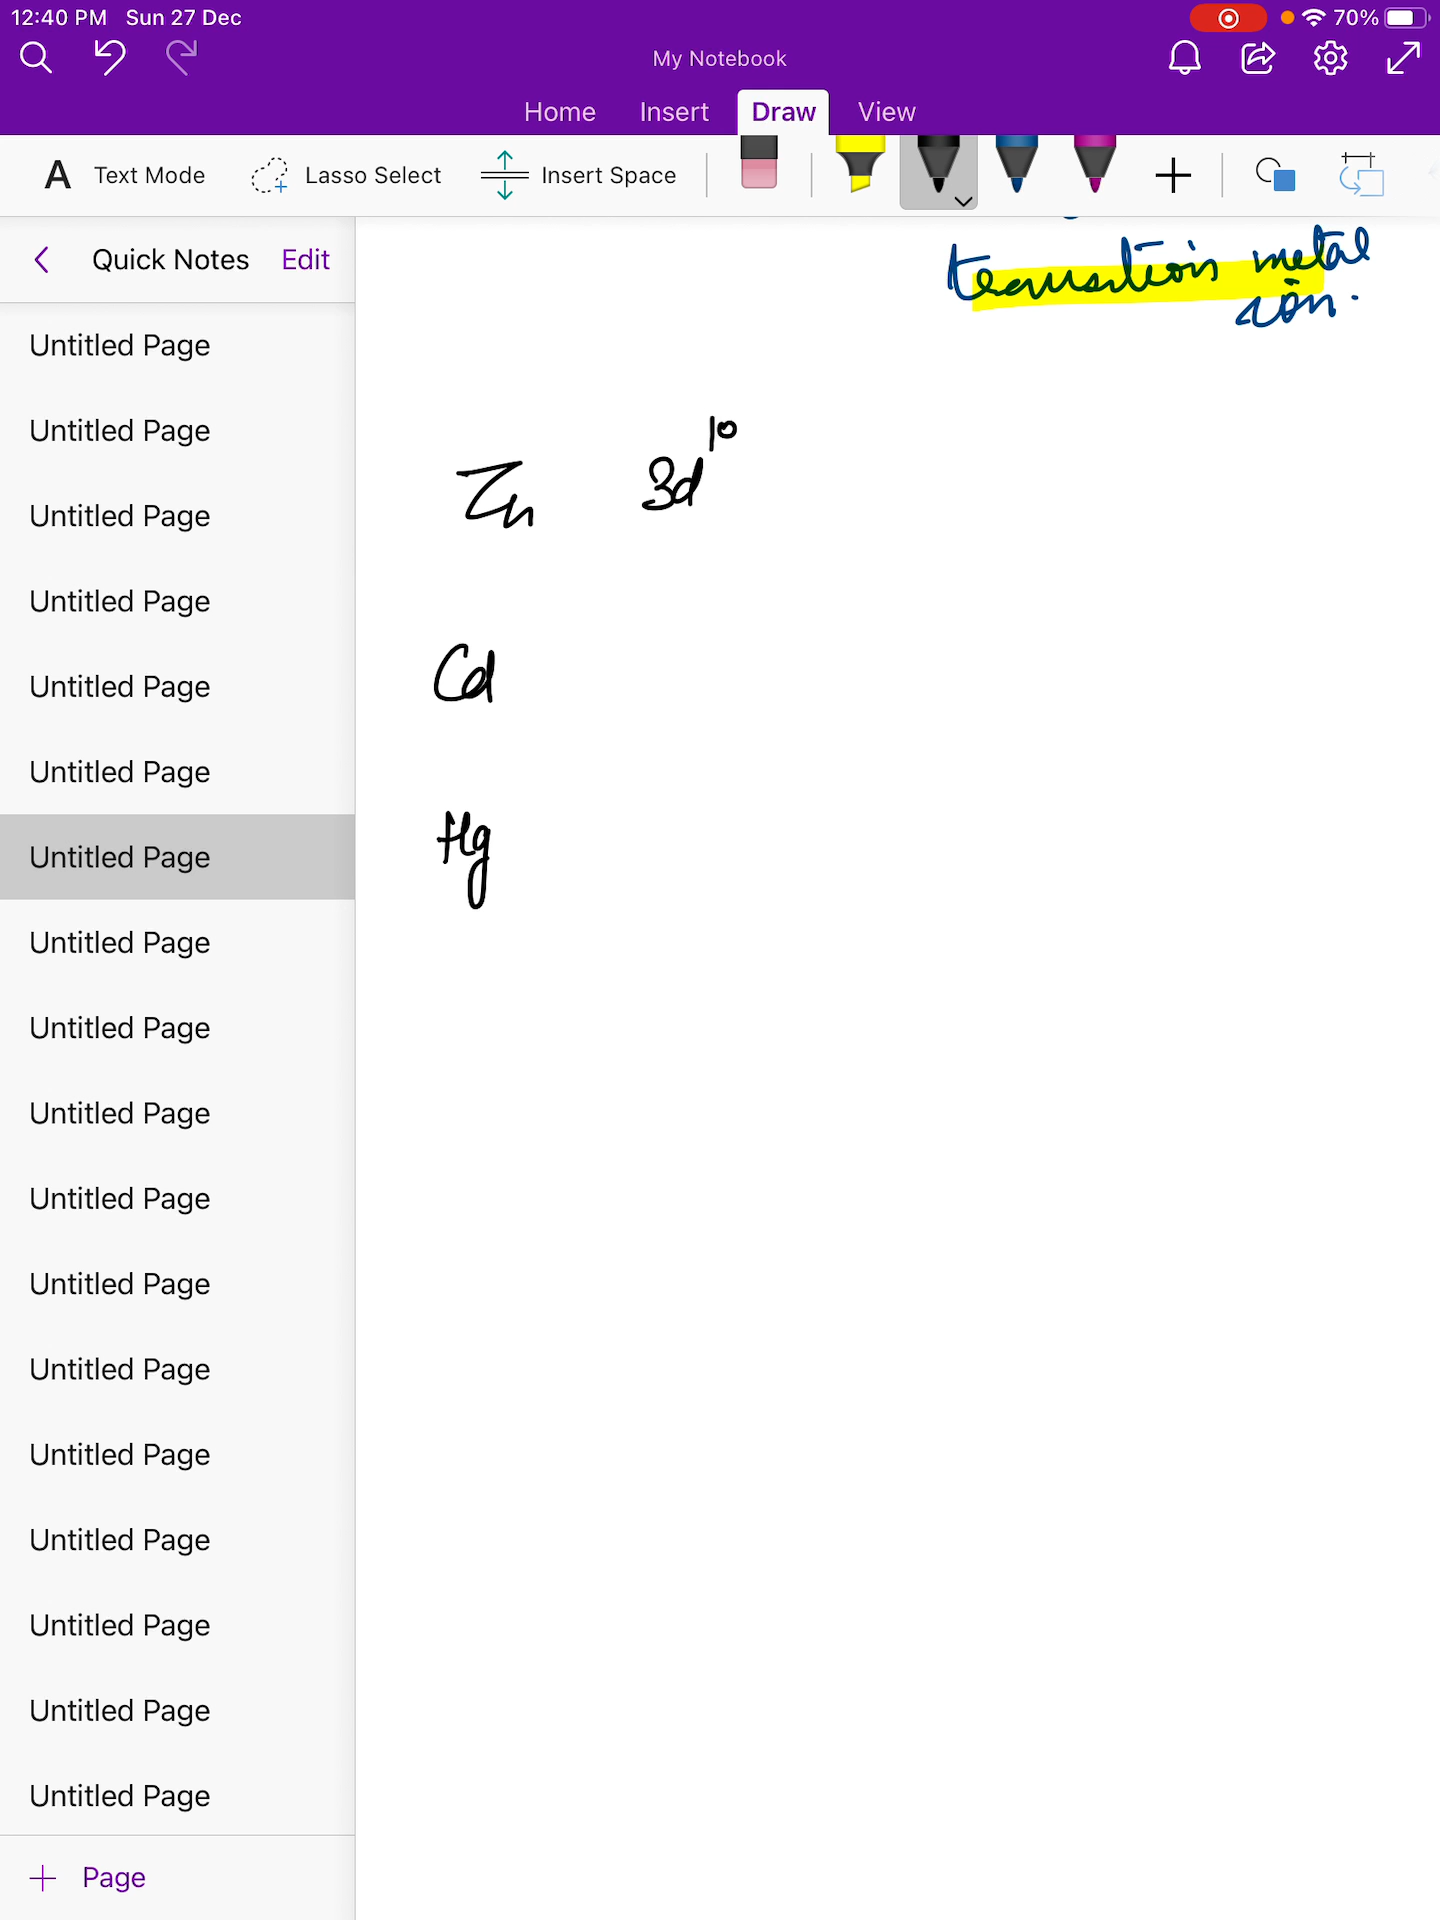 12:40 PM Sun 27 Dec
70%
My Notebook
Home Insert Draw View
A Text Mode Lasso Select Insert Space
Quick Notes Edit
transition metal
ion.
Untitled Page
Untitled Page
Zn 3d¹⁰
Untitled Page
Untitled Page
Cd
Untitled Page
Untitled Page
Hg
Untitled Page
Untitled Page
Untitled Page
Untitled Page
Untitled Page
Untitled Page
Untitled Page
Untitled Page
Untitled Page
Untitled Page
Untitled Page
Untitled Page
+ Page